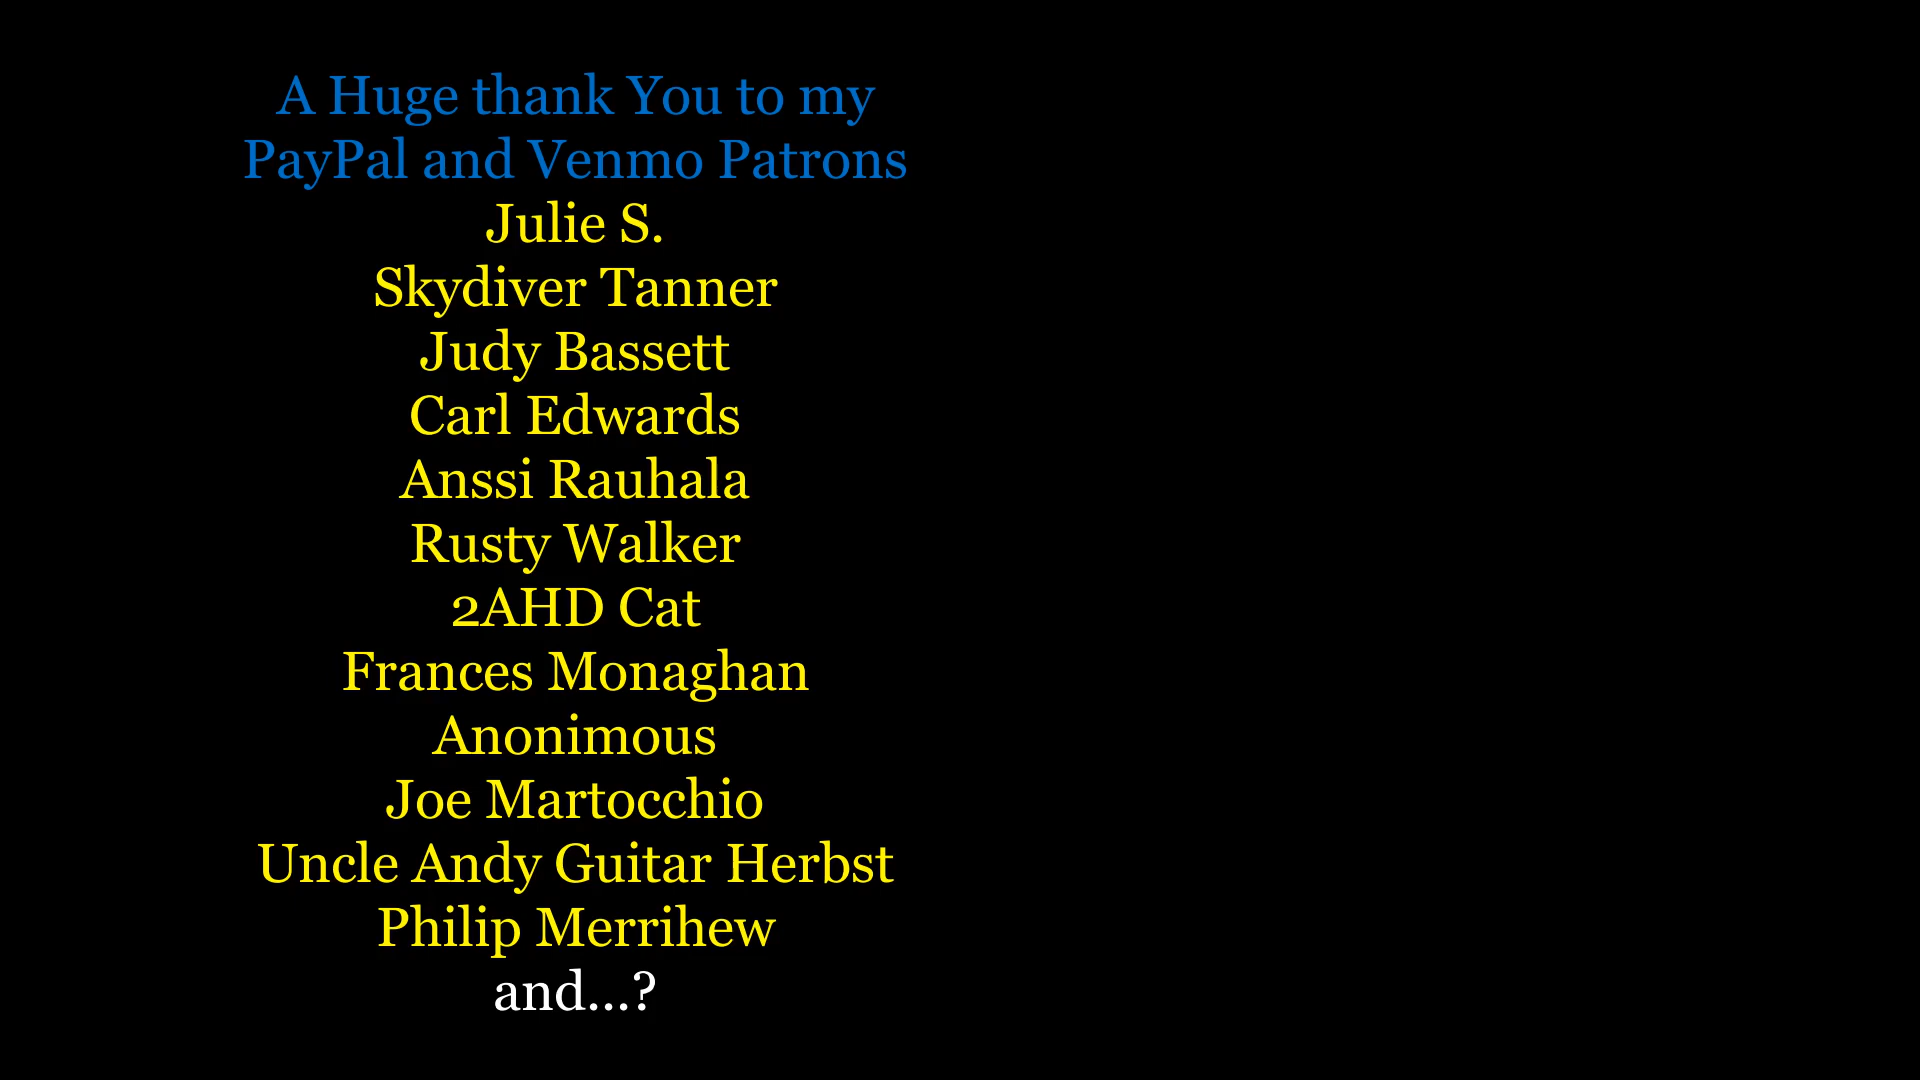 A Huge thank You to my
PayPal and Venmo Patrons
Julie S.
Skydiver Tanner
Judy Bassett
Carl Edwards
Anssi Rauhala
Rusty Walker
2AHD Cat
Frances Monaghan
Anonimous
Joe Martocchio
Uncle Andy Guitar Herbst
Philip Merrihew
and...?